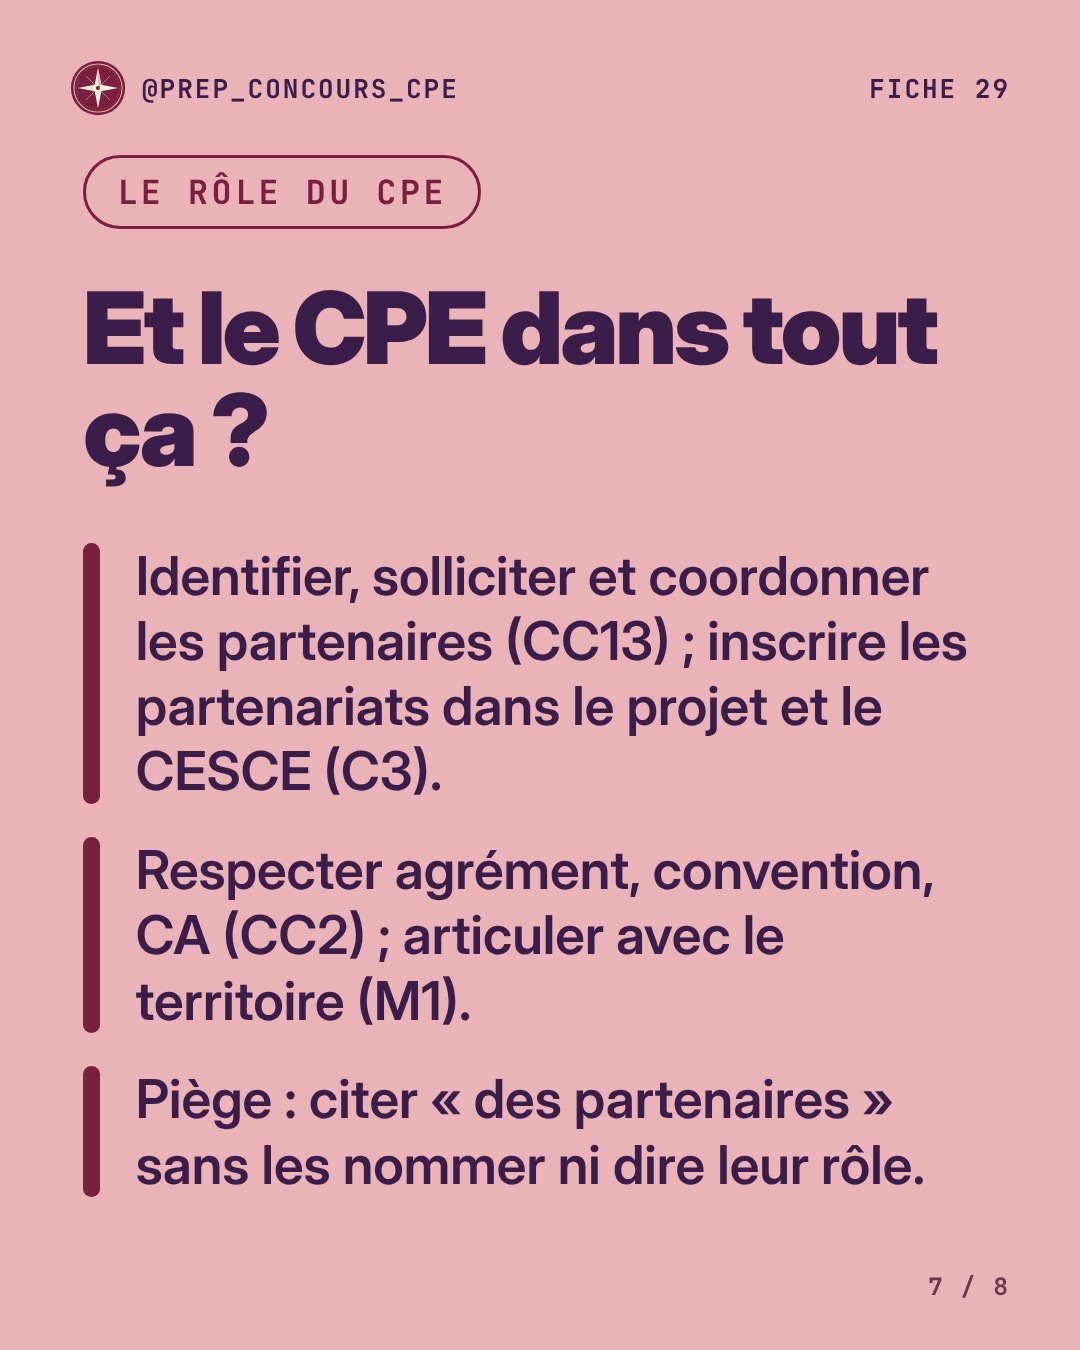 @PREP_CONCOURS_CPE
FICHE 29
LE RÔLE DU CPE
Et le CPE dans tout
ça ?
Identifier, solliciter et coordonner
les partenaires (CC13) ; inscrire les
partenariats dans le projet et le
CESCE (C3).
Respecter agrément, convention,
CA (CC2) ; articuler avec le
territoire (M1).
Piège : citer « des partenaires »
sans les nommer ni dire leur rôle.
7 / 8